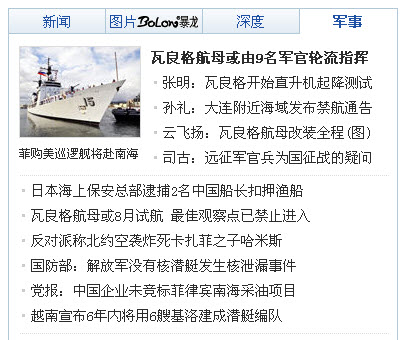 新闻
图片 BoLon 暴龙
深度
军事
瓦良格航母或由9名军官轮流指挥
张明：瓦良格开始直升机起降测试
孙礼：大连附近海域发布禁航通告
云飞扬：瓦良格航母改装全程(图)
司古：远征军官兵为国征战的疑问
15
菲购美巡逻舰将赴南海
日本海上保安总部逮捕2名中国船长扣押渔船
瓦良格航母或8月试航 最佳观察点已禁止进入
反对派称北约空袭炸死卡扎菲之子哈米斯
国防部：解放军没有核潜艇发生核泄漏事件
党报：中国企业未竞标菲律宾南海采油项目
越南宣布6年内将用6艘基洛建成潜艇编队